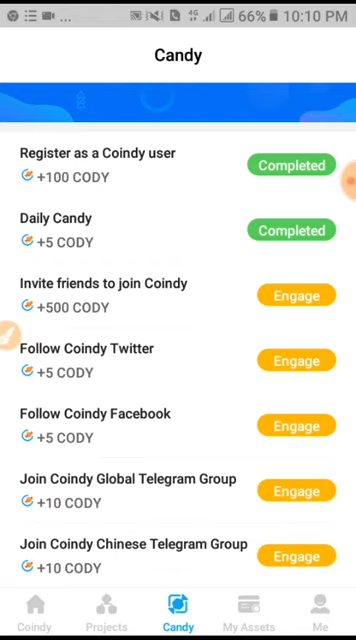 ... 4G 66% 10:10 PM
Candy
Register as a Coindy user
+100 CODY
Completed
Daily Candy
+5 CODY
Completed
Invite friends to join Coindy
+500 CODY
Engage
Follow Coindy Twitter
+5 CODY
Engage
Follow Coindy Facebook
+5 CODY
Engage
Join Coindy Global Telegram Group
+10 CODY
Engage
Join Coindy Chinese Telegram Group
+10 CODY
Engage
Coindy Projects Candy My Assets Me